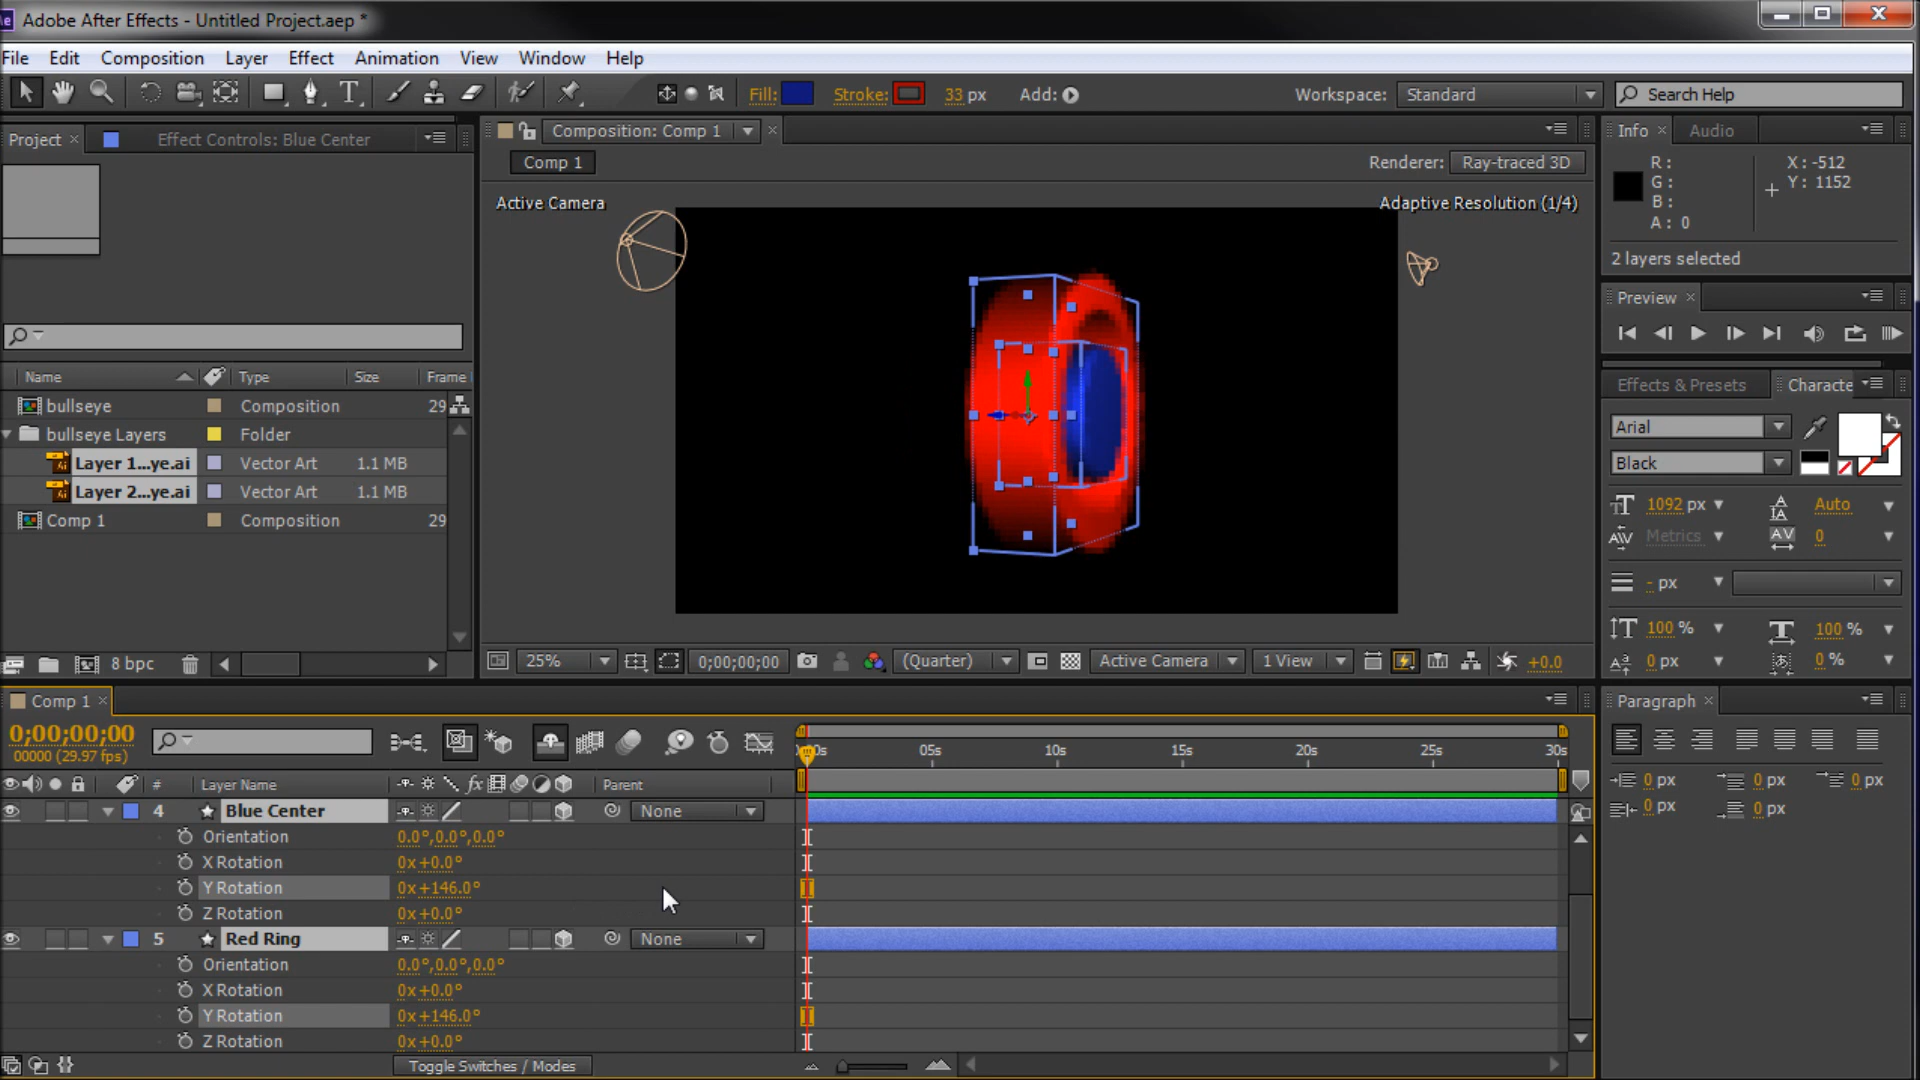 Adobe After Effects - Untitled Project.aep *
File Edit Composition Layer Effect Animation View Window Help
Fill: Stroke: 33 px Add: Workspace: Standard Search Help
Project Effect Controls: Blue Center
Composition: Comp 1
Info Audio
Comp 1
Renderer: Ray-traced 3D
R: X: -512
G: Y: 1152
B:
A: 0
Active Camera
Adaptive Resolution (1/4)
2 layers selected
Preview
Name Type Size Frame
Effects & Presets Characte
bullseye Composition 29
bullseye Layers Folder
Layer 1...ye.ai Vector Art 1.1 MB
Layer 2...ye.ai Vector Art 1.1 MB
Comp 1 Composition 29
Arial
Black
1092 px Auto
Metrics 0
- px
100 % 100 %
0 px 0 %
8 bpc
25% 0;00;00;00 (Quarter) Active Camera 1 View +0.0
Comp 1
Paragraph
0;00;00;00
00000 (29.97 fps)
05s 10s 15s 20s 25s 30s
# Layer Name fx Parent
0 px 0 px 0 px
0 px 0 px
4 Blue Center None
Orientation 0.0°,0.0°,0.0°
X Rotation 0x+0.0°
Y Rotation 0x+146.0°
Z Rotation 0x+0.0°
5 Red Ring None
Orientation 0.0°,0.0°,0.0°
X Rotation 0x+0.0°
Y Rotation 0x+146.0°
Z Rotation 0x+0.0°
Toggle Switches / Modes